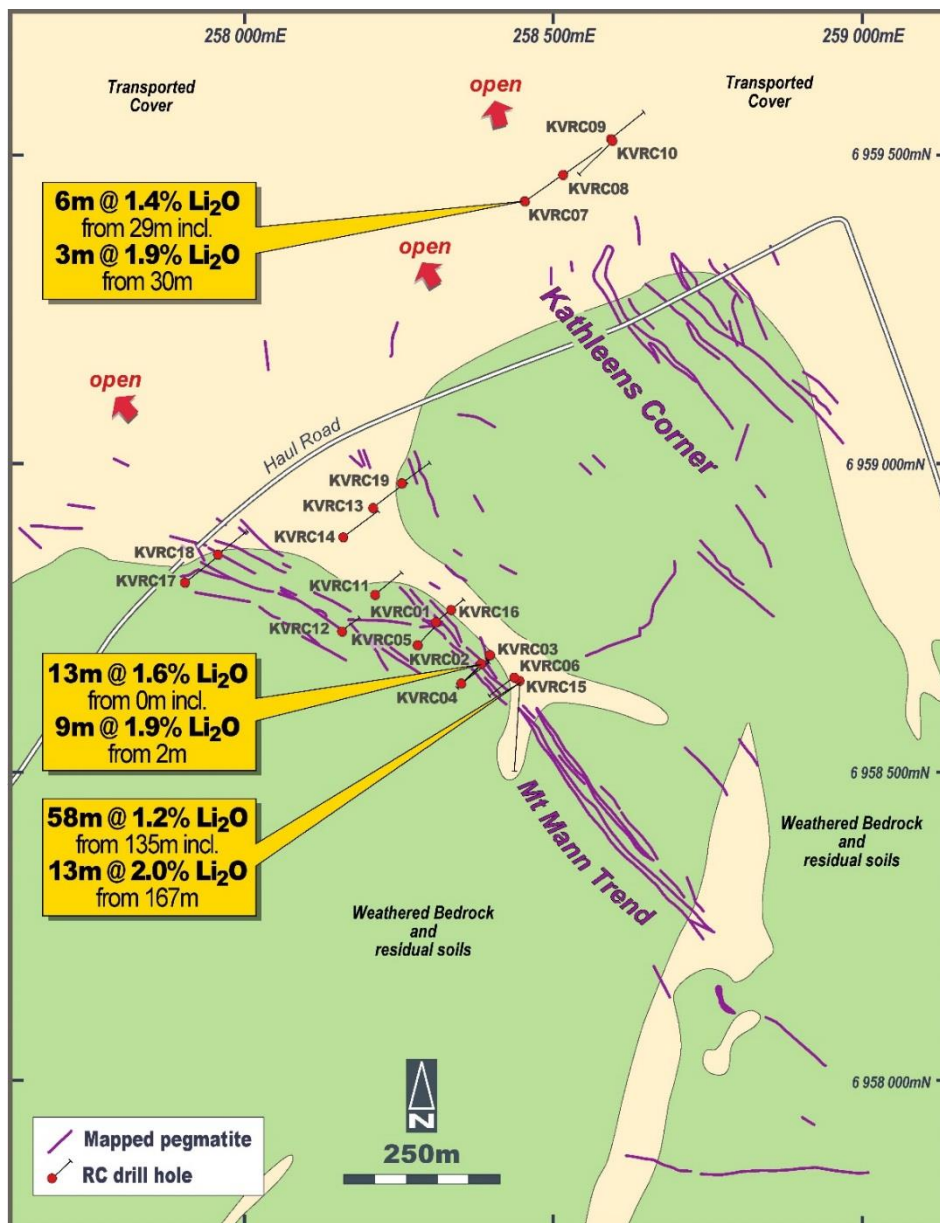 258 000mE
258 500mE
259 000mE
Transported
Cover
open
Transported
Cover
KVRC09
KVRC10
6 959 500mN
KVRC08
KVRC07
6m @ 1.4% Li₂O
from 29m incl.
3m @ 1.9% Li₂O
from 30m
open
Kathleens Corner
open
Haul Road
6 959 000mN
KVRC19
KVRC13
KVRC14
KVRC18
KVRC17
KVRC11
KVRC01
KVRC16
KVRC12
KVRC05
KVRC03
KVRC02
KVRC06
KVRC04
KVRC15
13m @ 1.6% Li₂O
from 0m incl.
9m @ 1.9% Li₂O
from 2m
6 958 500mN
58m @ 1.2% Li₂O
from 135m incl.
13m @ 2.0% Li₂O
from 167m
Mt Mann Trend
Weathered Bedrock
and
residual soils
Weathered Bedrock
and
residual soils
6 958 000mN
N
250m
Mapped pegmatite
RC drill hole